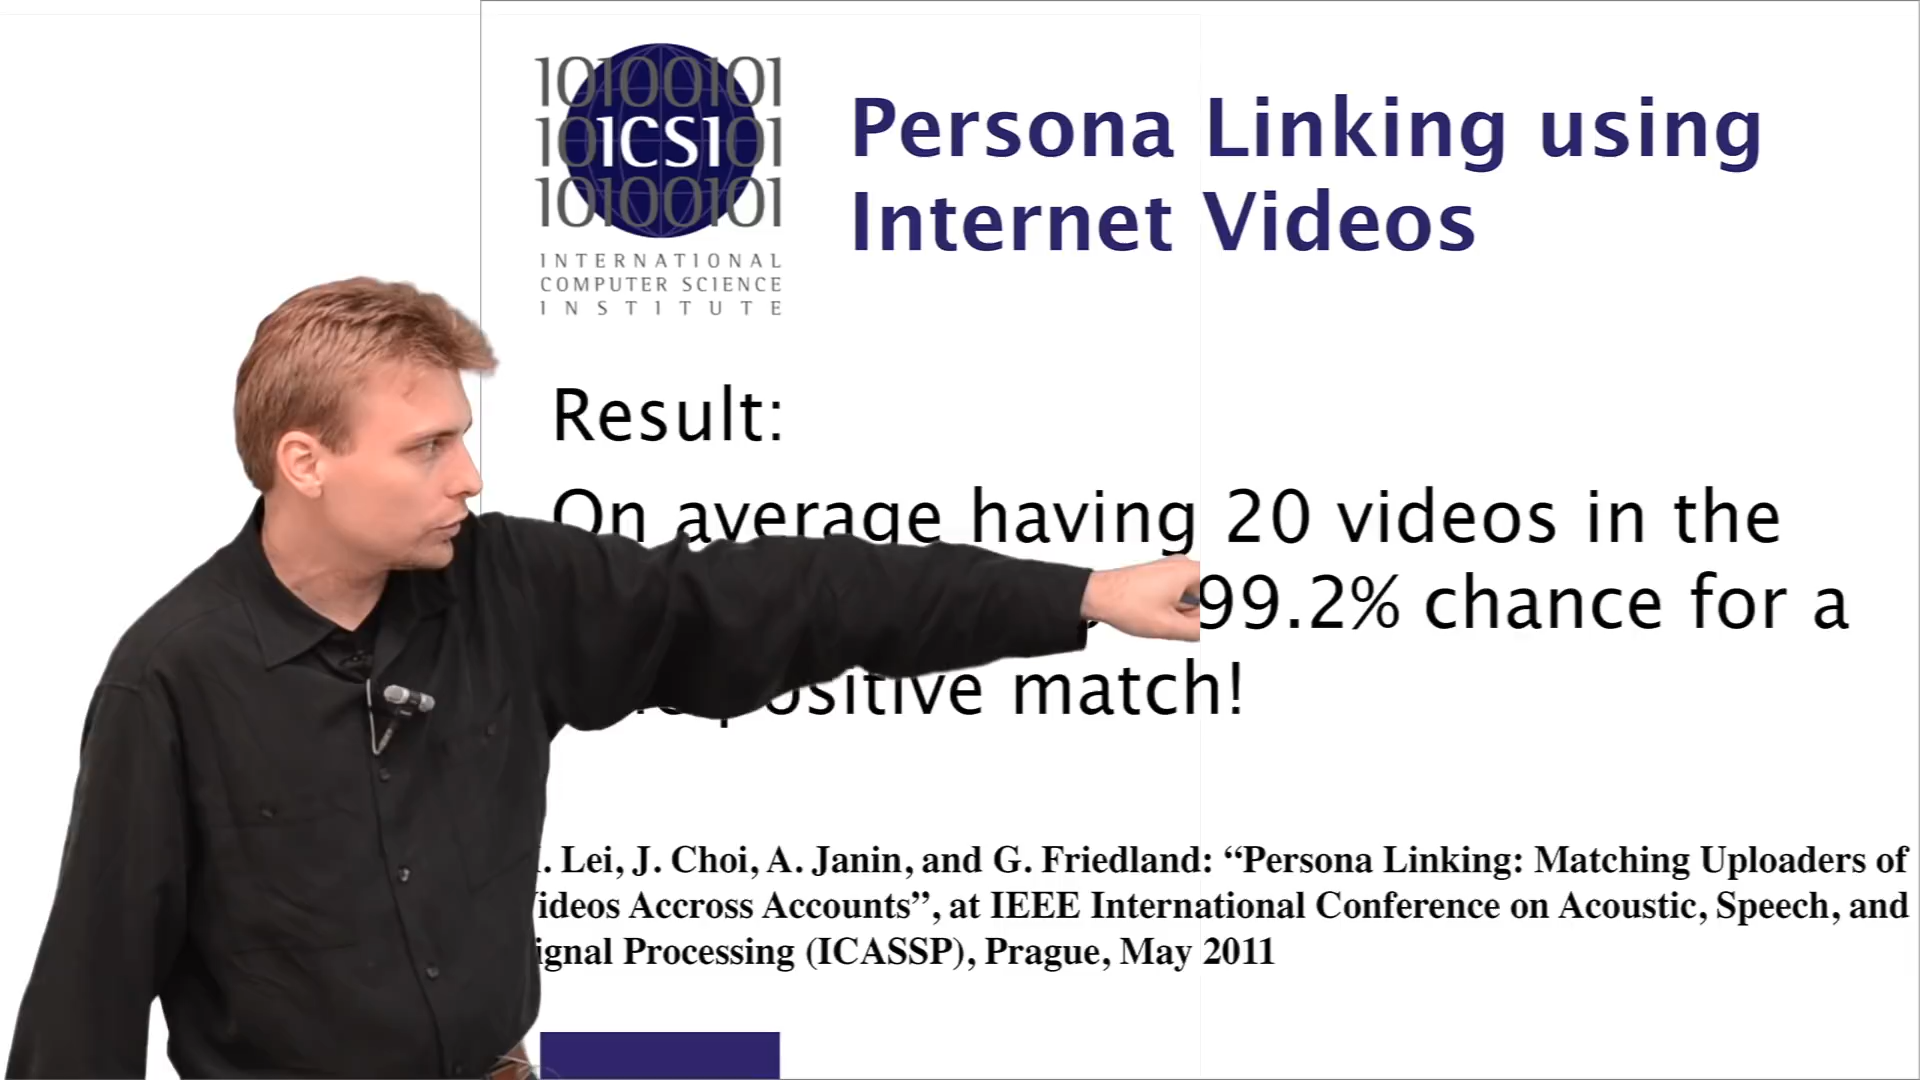 10100101
10 ICSI 01
10100101
INTERNATIONAL
COMPUTER SCIENCE
INSTITUTE
Persona Linking using
Internet Videos
Result:
On average having 20 videos in the
99.2% chance for a
positive match!
. Lei, J. Choi, A. Janin, and G. Friedland: “Persona Linking: Matching Uploaders of
ideos Accross Accounts”, at IEEE International Conference on Acoustic, Speech, and
ignal Processing (ICASSP), Prague, May 2011